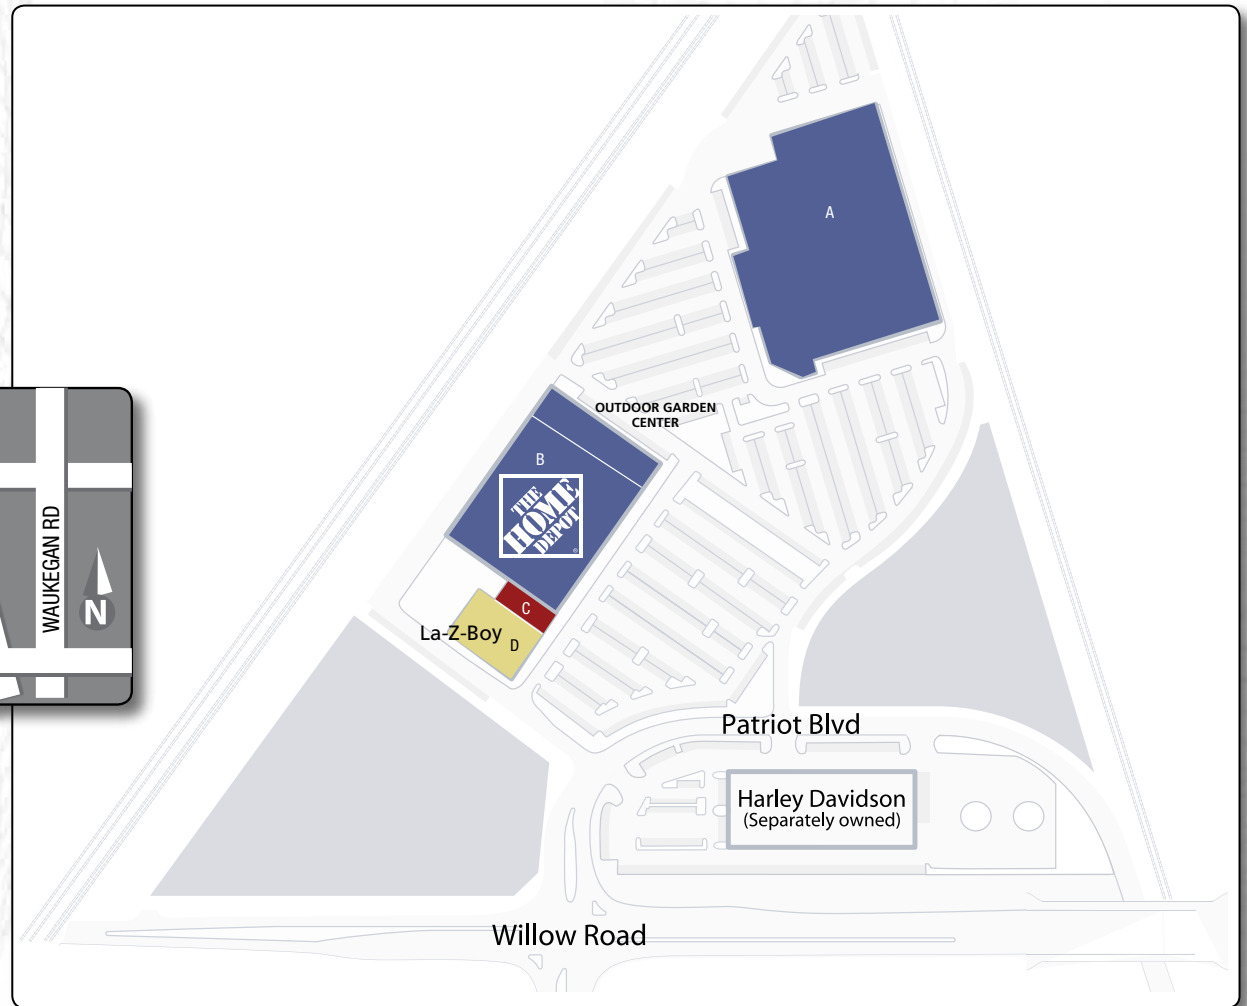 A
OUTDOOR GARDEN
CENTER
B
THE
HOME
DEPOT
®
C
La-Z-Boy
D
WAUKEGAN RD
N
Patriot Blvd
Harley Davidson
(Separately owned)
Willow Road